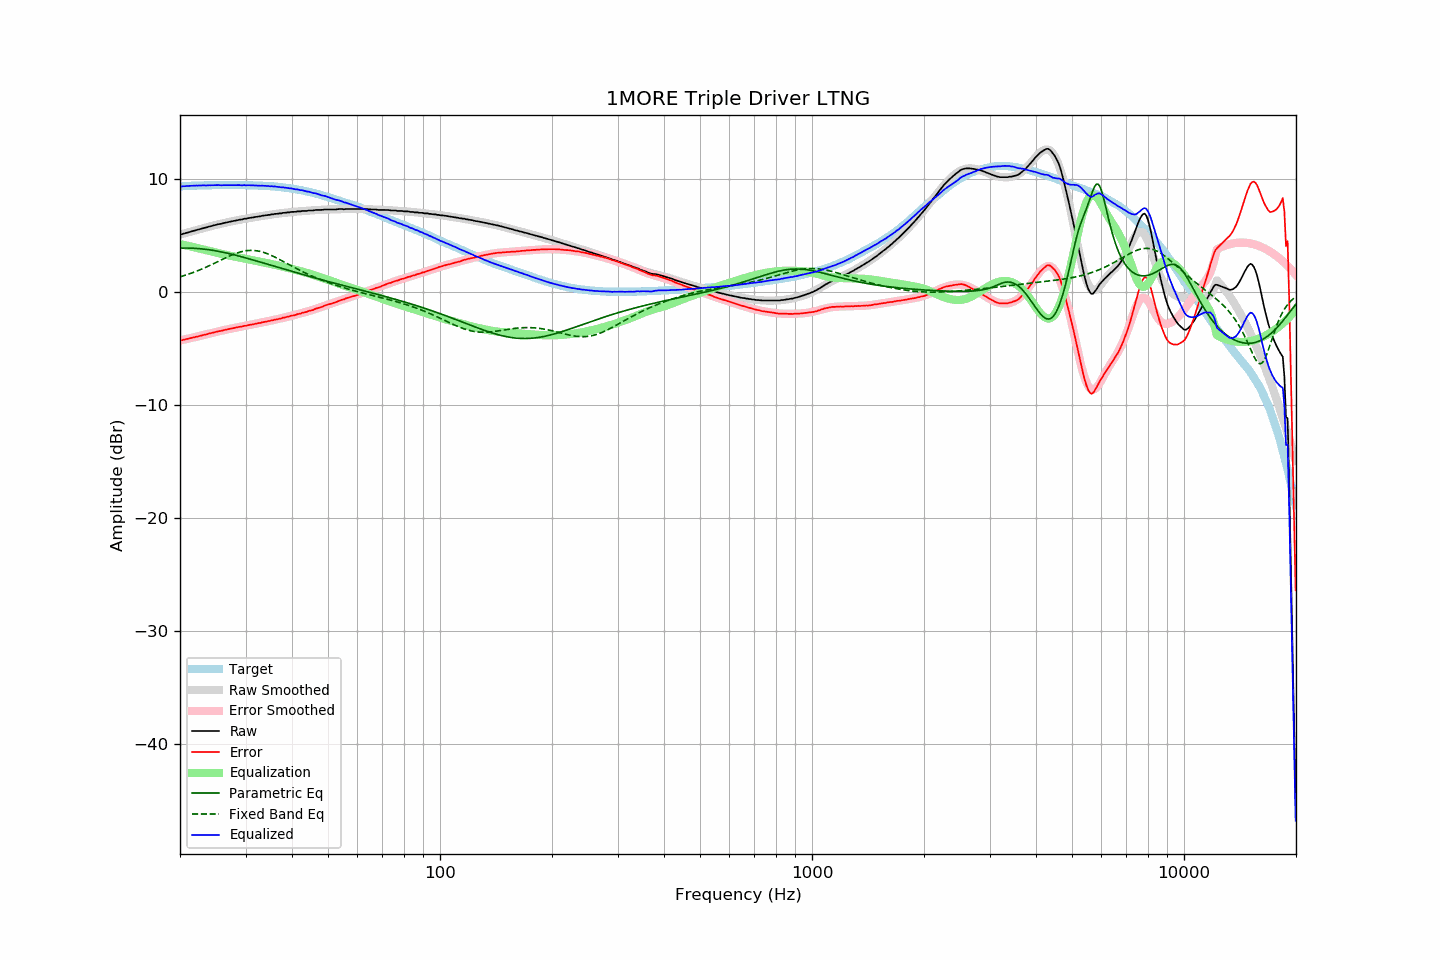 1MORE Triple Driver LTNG
10
0
−10
−20
−30
−40
Amplitude (dBr)
Target
Raw Smoothed
Error Smoothed
Raw
Error
Equalization
Parametric Eq
Fixed Band Eq
Equalized
100
1000
10000
Frequency (Hz)